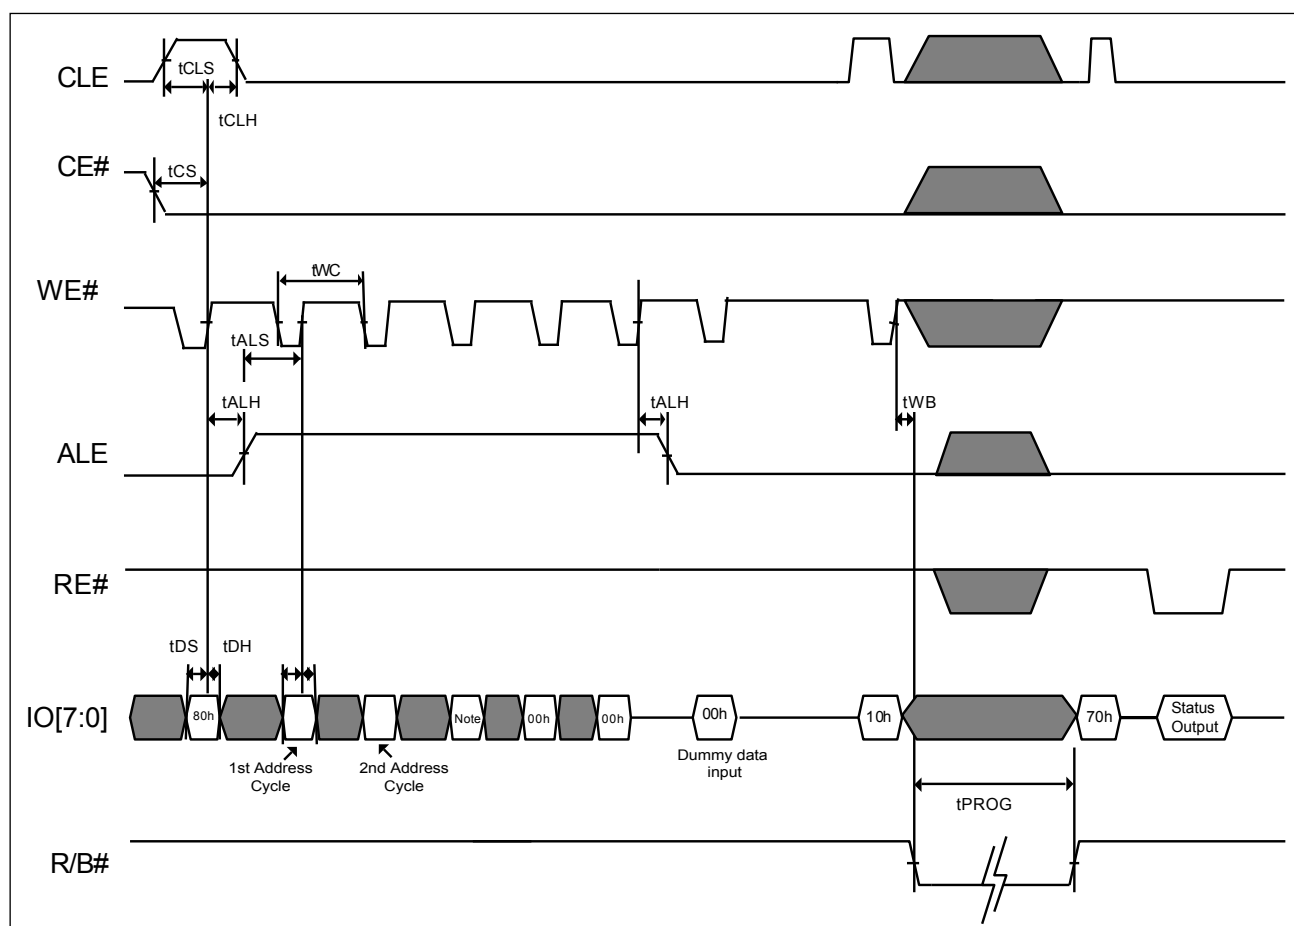 CLE
tCLS
tCLH
CE#
tCS
WE#
tWC
tALS
tALH
tALH
tWB
ALE
RE#
tDS
tDH
IO[7:0]
80h
Note
00h
00h
00h
10h
70h
Status
Output
1st Address
Cycle
2nd Address
Cycle
Dummy data
input
tPROG
R/B#